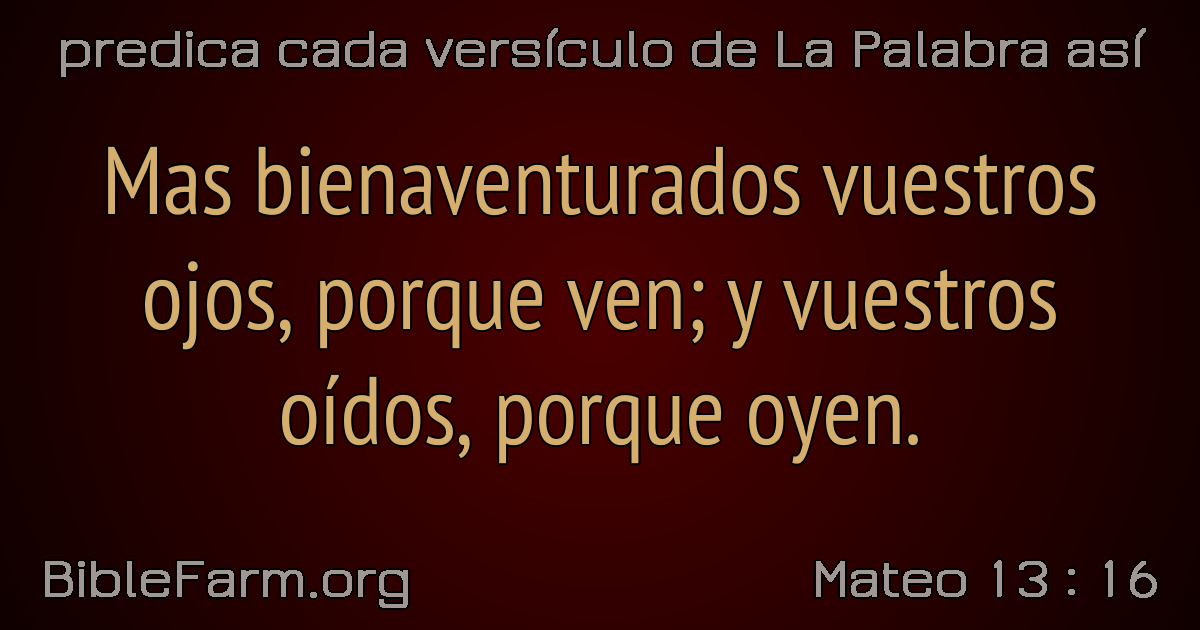 predica cada versículo de La Palabra así
Mas bienaventurados vuestros
ojos, porque ven; y vuestros
oídos, porque oyen.
BibleFarm.org
Mateo 13 : 16